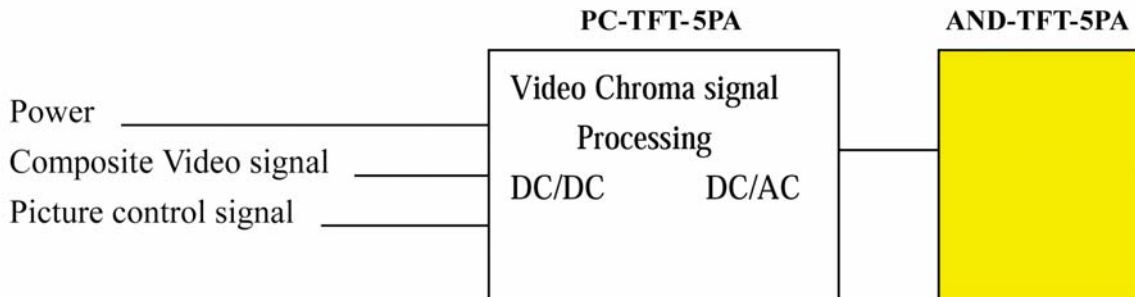 PC-TFT-5PA
AND-TFT-5PA
Power
Composite Video signal
Picture control signal
Video Chroma signal
Processing
DC/DC DC/AC